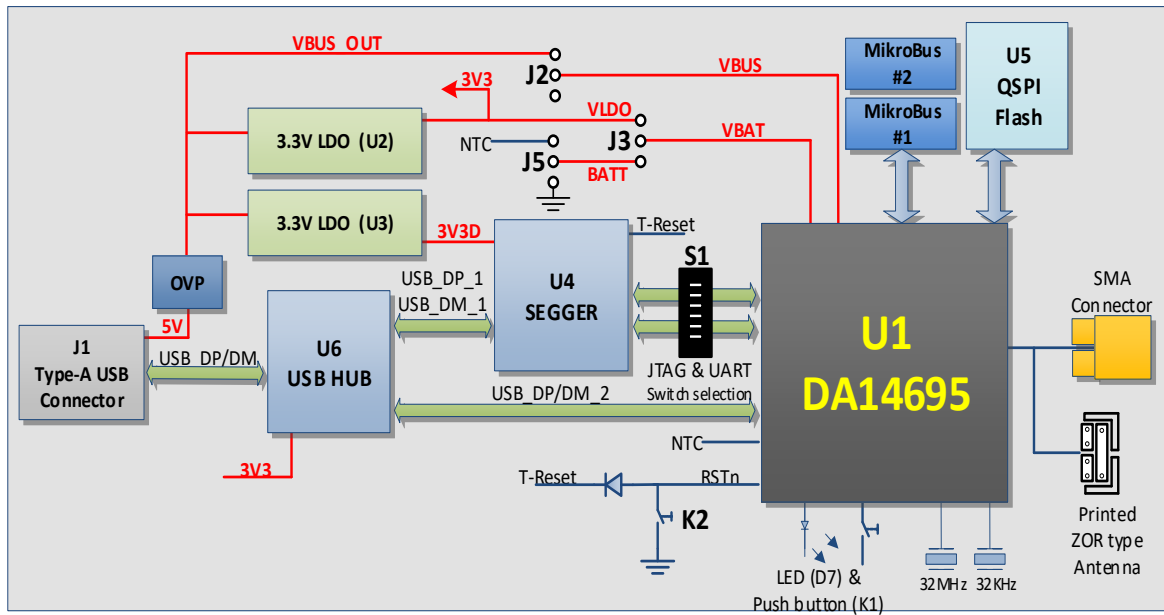 VBUS_OUT
J2
VBUS
3V3
VLDO
NTC
J3
VBAT
J5
BATT
3.3V LDO (U2)
3.3V LDO (U3)
3V3D
T-Reset
OVP
5V
J1
Type-A USB
Connector
USB_DP/DM
U6
USB HUB
3V3
USB_DP_1
USB_DM_1
U4
SEGGER
S1
JTAG & UART
Switch selection
USB_DP/DM_2
NTC
T-Reset
RSTn
K2
MikroBus
#2
MikroBus
#1
U5
QSPI
Flash
U1
DA14695
SMA
Connector
Printed
ZOR type
Antenna
LED (D7) &
Push button (K1)
32MHz
32KHz